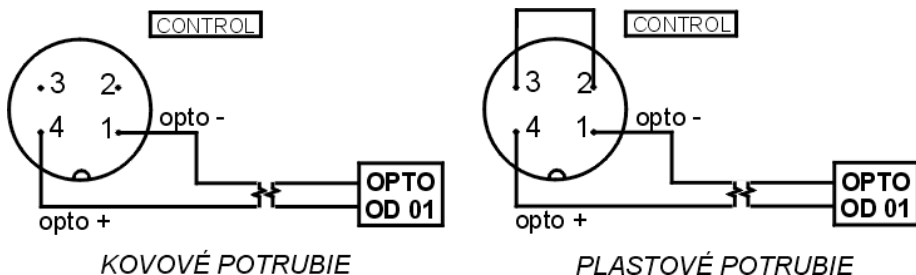 CONTROL
3 2
4 1
opto -
OPTO
OD 01
opto +
KOVOVÉ POTRUBIE
CONTROL
3 2
4 1
opto -
OPTO
OD 01
opto +
PLASTOVÉ POTRUBIE